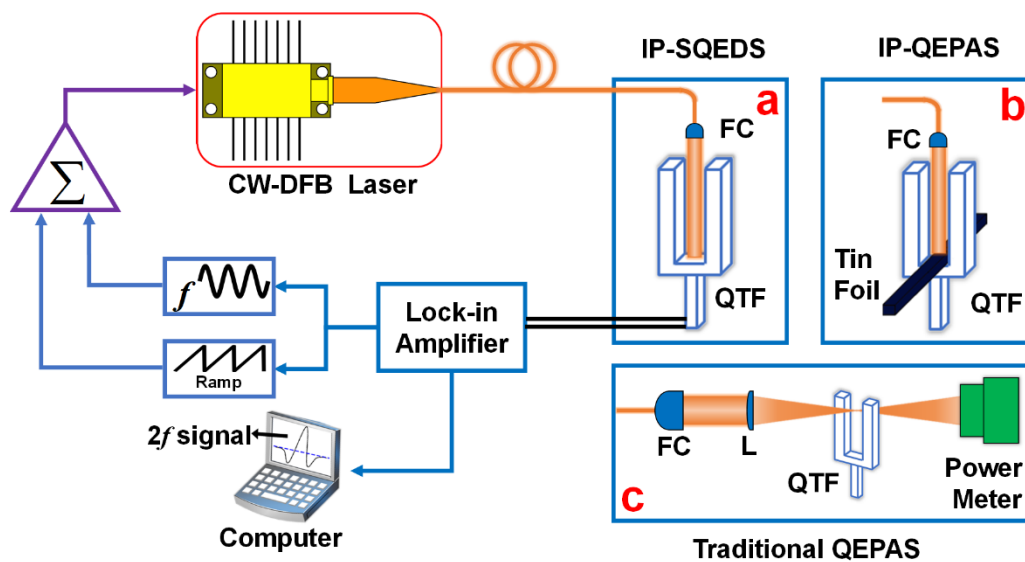 IP-SQEDS
IP-QEPAS
a
b
FC
FC
CW-DFB Laser
Σ
Tin
Foil
QTF
QTF
f
Lock-in
Amplifier
Ramp
2f signal
FC
L
QTF
Power
Meter
c
Computer
Traditional QEPAS